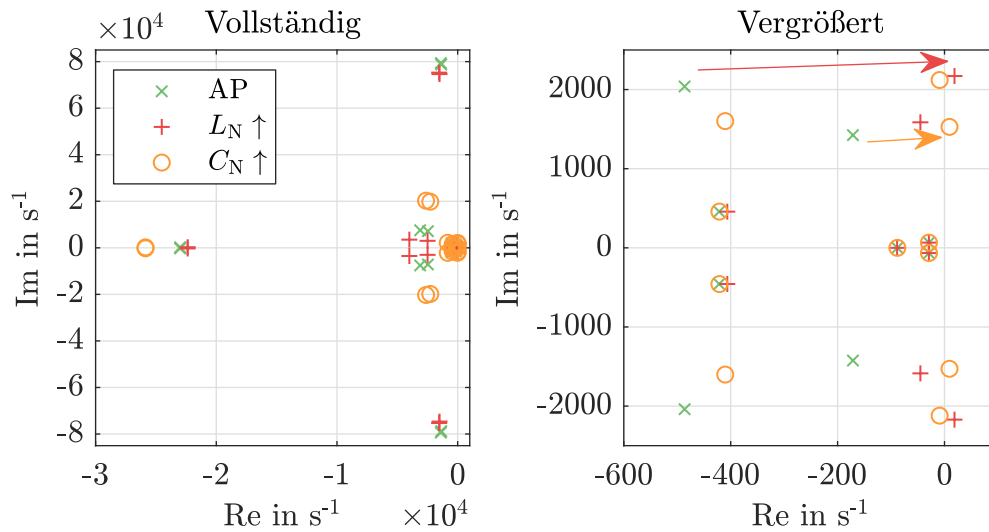 Vollständig
×10⁴
8
6
4
2
0
-2
-4
-6
-8
Im in s⁻¹
-3
-2
-1
0
Re in s⁻¹
×10⁴
AP
L_N ↑
C_N ↑
Vergrößert
2000
1000
0
-1000
-2000
Im in s⁻¹
-600
-400
-200
0
Re in s⁻¹